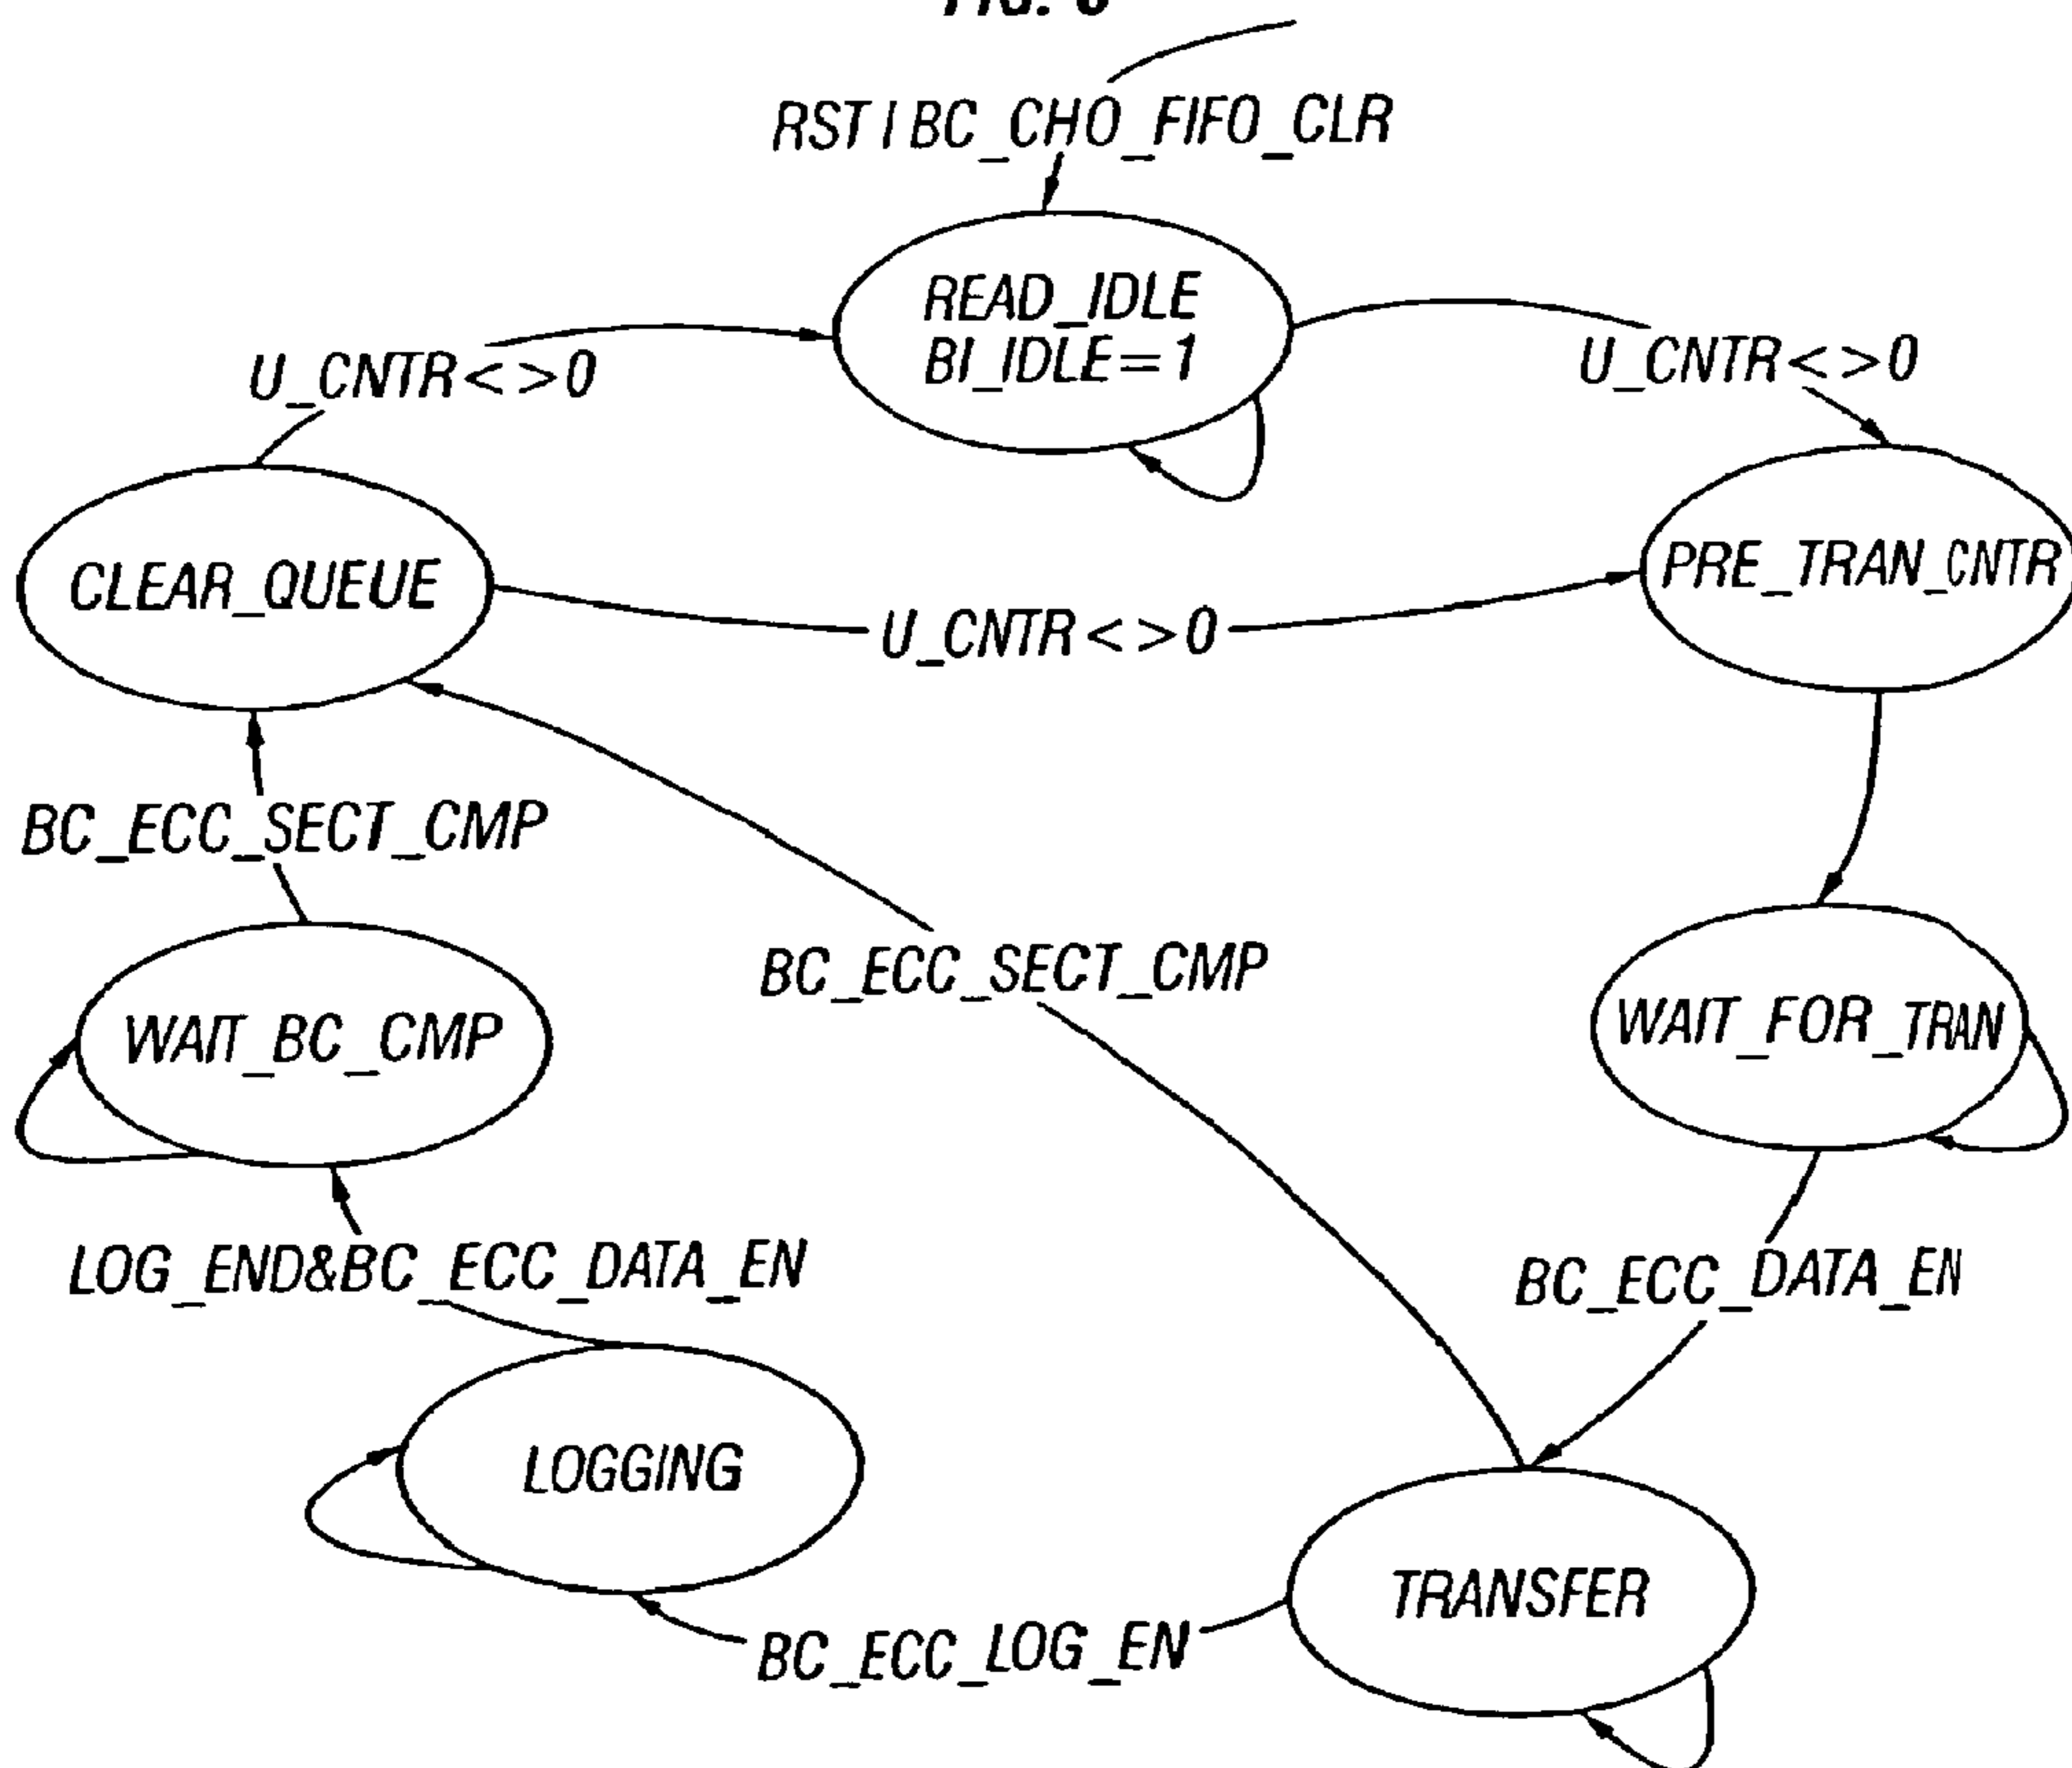 RST | BC_CHO_FIFO_CLR
READ_IDLE
BI_IDLE=1
U_CNTR<>0
U_CNTR<>0
CLEAR_QUEUE
PRE_TRAN_CNTR
U_CNTR<>0
BC_ECC_SECT_CMP
BC_ECC_SECT_CMP
WAIT_BC_CMP
WAIT_FOR_TRAN
LOG_END&BC_ECC_DATA_EN
BC_ECC_DATA_EN
LOGGING
TRANSFER
BC_ECC_LOG_EN